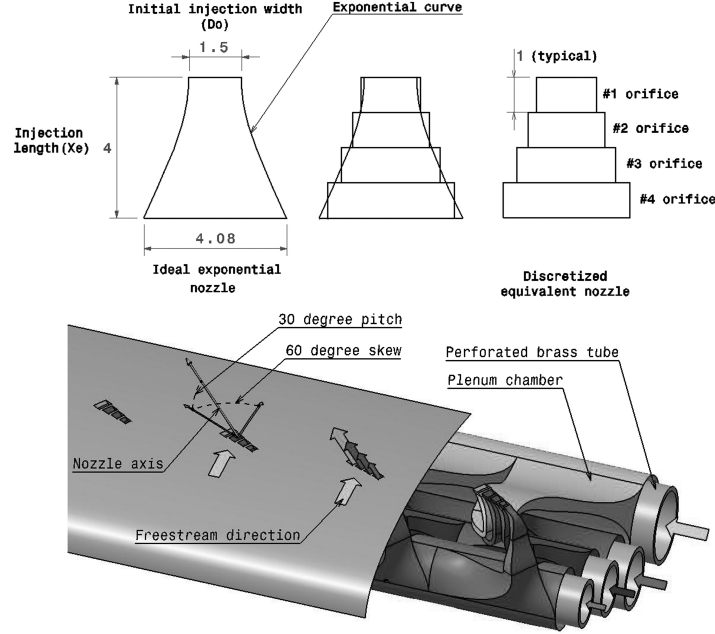 Initial injection width
(Do)
Exponential curve
1.5
1 (typical)
#1 orifice
#2 orifice
#3 orifice
#4 orifice
Injection
length(Xe)
4
4.08
Ideal exponential
nozzle
Discretized
equivalent nozzle
30 degree pitch
60 degree skew
Perforated brass tube
Plenum chamber
Nozzle axis
Freestream direction